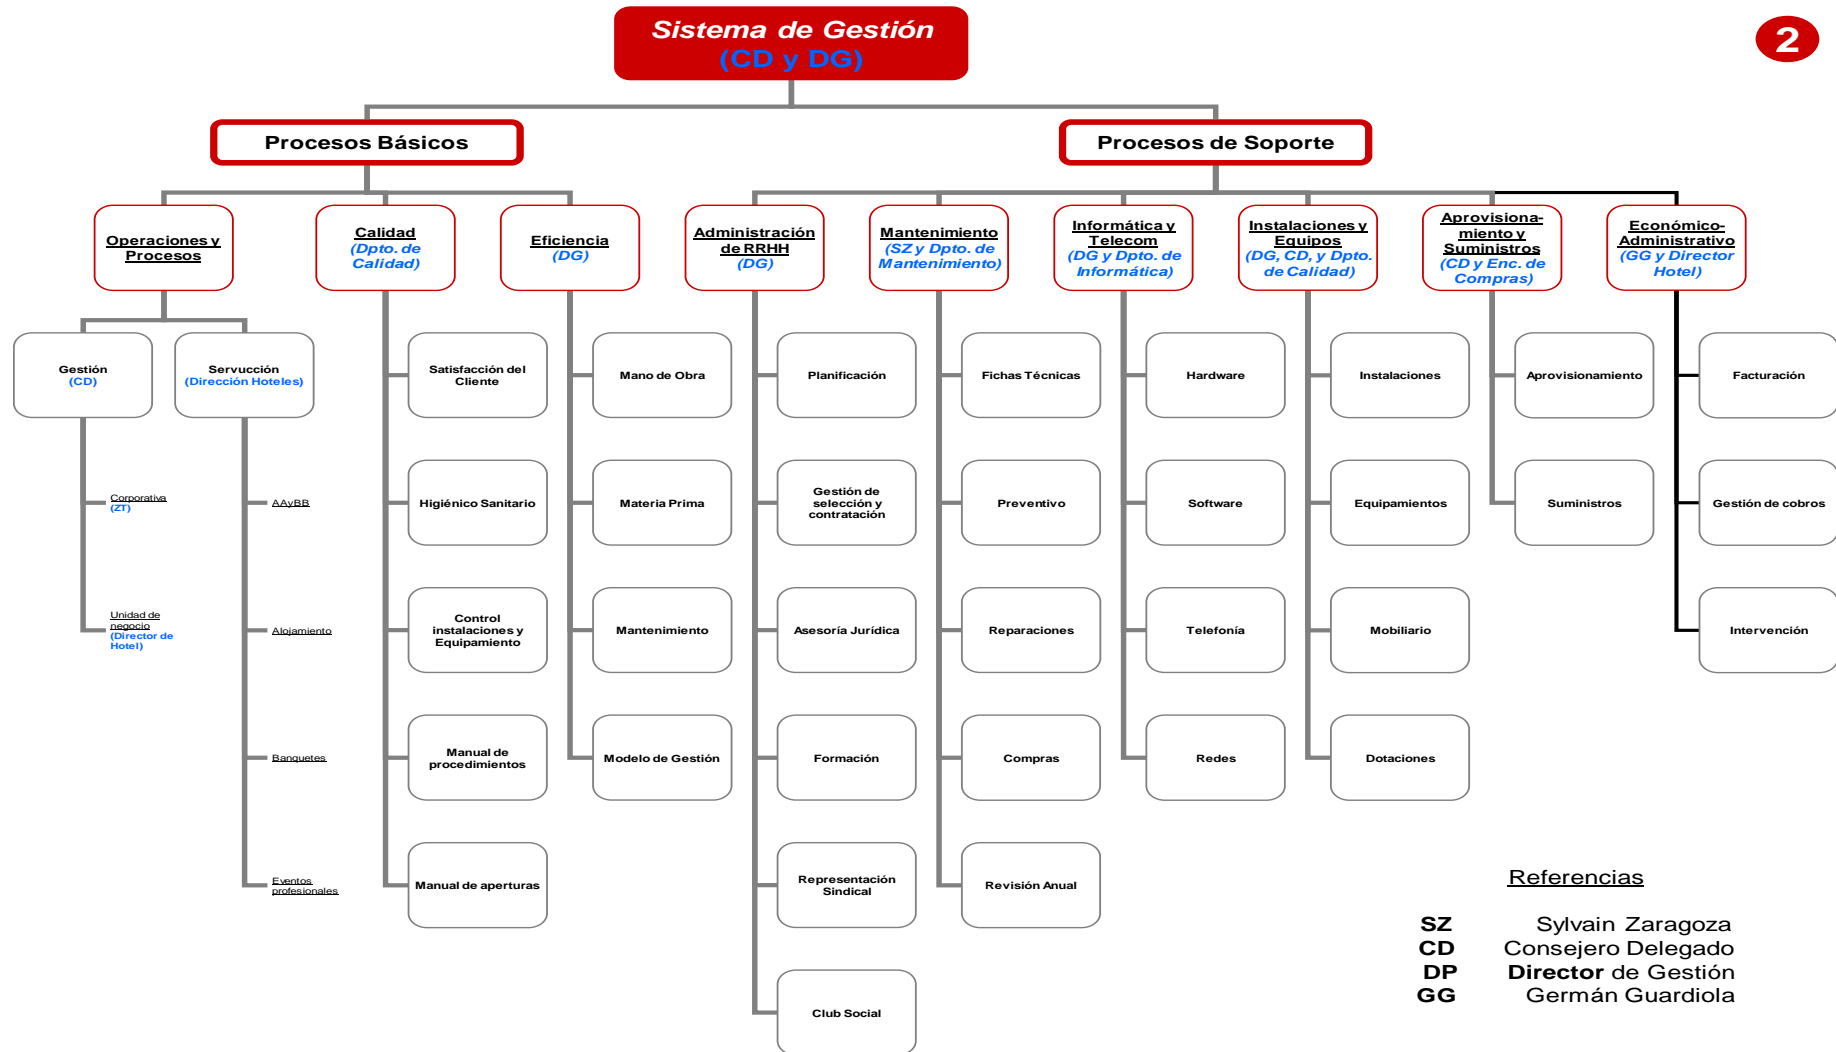 Sistema de Gestión
(CD y DG)
2
Procesos Básicos
Procesos de Soporte
Operaciones y
Procesos
Calidad
(Dpto. de
Calidad)
Eficiencia
(DG)
Administración
de RRHH
(DG)
Mantenimiento
(SZ y Dpto. de
Mantenimiento)
Informática y
Telecom
(DG y Dpto. de
Informática)
Instalaciones y
Equipos
(DG, CD, y Dpto.
de Calidad)
Aprovisiona-
miento y
Suministros
(CD y Enc. de
Compras)
Económico-
Administrativo
(GG y Director
Hotel)
Gestión
(CD)
Servucción
(Dirección Hoteles)
Satisfacción del
Cliente
Mano de Obra
Planificación
Fichas Técnicas
Hardware
Instalaciones
Aprovisionamiento
Facturación
Corporativa
(ZT)
AAyBB
Higiénico Sanitario
Materia Prima
Gestión de
selección y
contratación
Preventivo
Software
Equipamientos
Suministros
Gestión de cobros
Unidad de
negocio
(Director de
Hotel)
Alojamiento
Control
instalaciones y
Equipamiento
Mantenimiento
Asesoría Jurídica
Reparaciones
Telefonía
Mobiliario
Intervención
Banquetes
Manual de
procedimientos
Modelo de Gestión
Formación
Compras
Redes
Dotaciones
Eventos
profesionales
Manual de aperturas
Representación
Sindical
Revisión Anual
Club Social
Referencias
SZ Sylvain Zaragoza
CD Consejero Delegado
DP Director de Gestión
GG Germán Guardiola